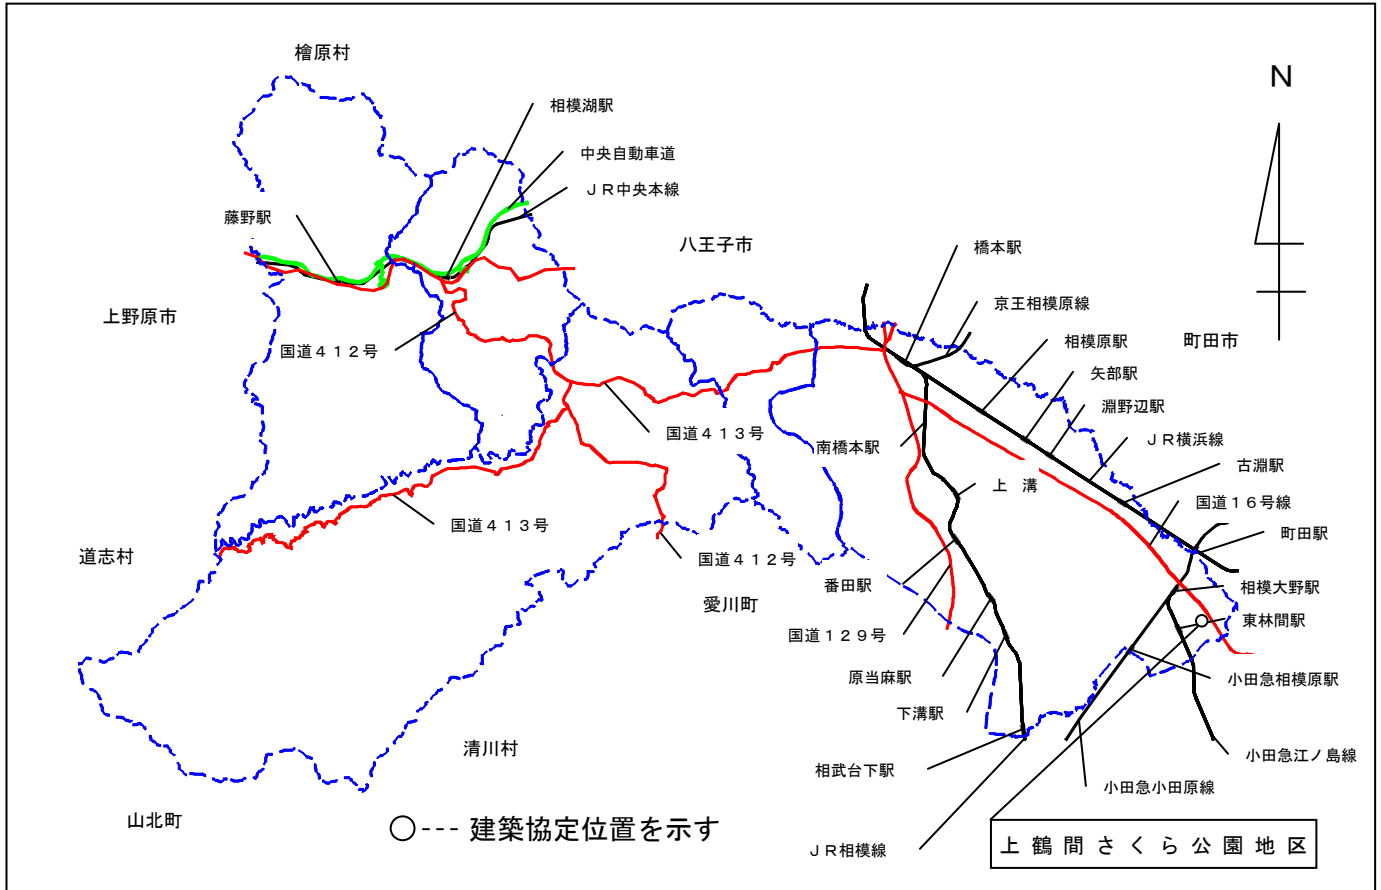 檜原村
N
相模湖駅
中央自動車道
ＪＲ中央本線
藤野駅
八王子市
橋本駅
京王相模原線
上野原市
国道４１２号
相模原駅
町田市
矢部駅
淵野辺駅
国道４１３号
南橋本駅
ＪＲ横浜線
古淵駅
上　溝
国道１６号線
国道４１３号
町田駅
道志村
国道４１２号
番田駅
相模大野駅
愛川町
東林間駅
国道１２９号
原当麻駅
小田急相模原駅
下溝駅
清川村
小田急江ノ島線
相武台下駅
小田急小田原線
山北町
○--- 建築協定位置を示す
ＪＲ相模線
上鶴間さくら公園地区